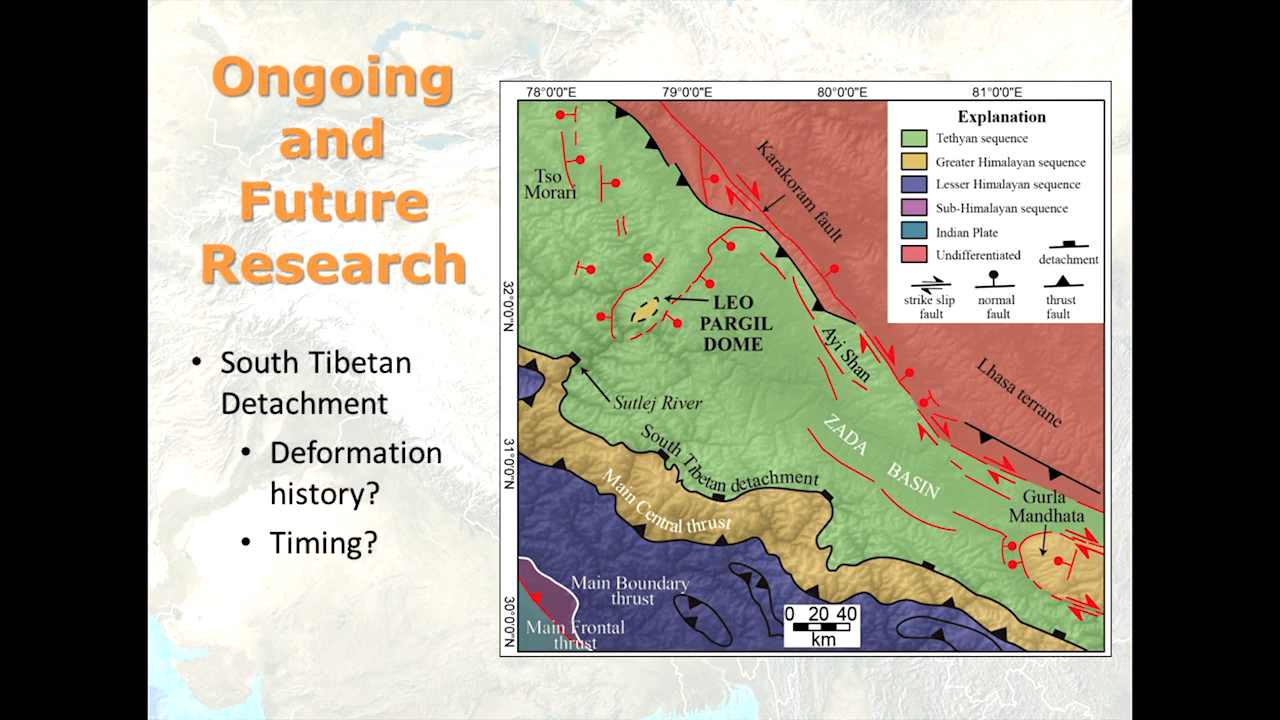 Ongoing
and
Future
Research
• South Tibetan
Detachment
• Deformation
history?
• Timing?
78°0'0"E 79°0'0"E 80°0'0"E 81°0'0"E
32°0'0"N
31°0'0"N
30°0'0"N
Explanation
Tethyan sequence
Greater Himalayan sequence
Lesser Himalayan sequence
Sub-Himalayan sequence
Indian Plate
Undifferentiated
detachment
strike slip
fault
normal
fault
thrust
fault
Tso
Morari
Karakoram fault
LEO
PARGIL
DOME
Ayi Shan
Lhasa terrane
Sutlej River
South Tibetan detachment
ZADA
BASIN
Main Central thrust
Gurla
Mandhata
Main Boundary
thrust
Main Frontal
thrust
0 20 40
km